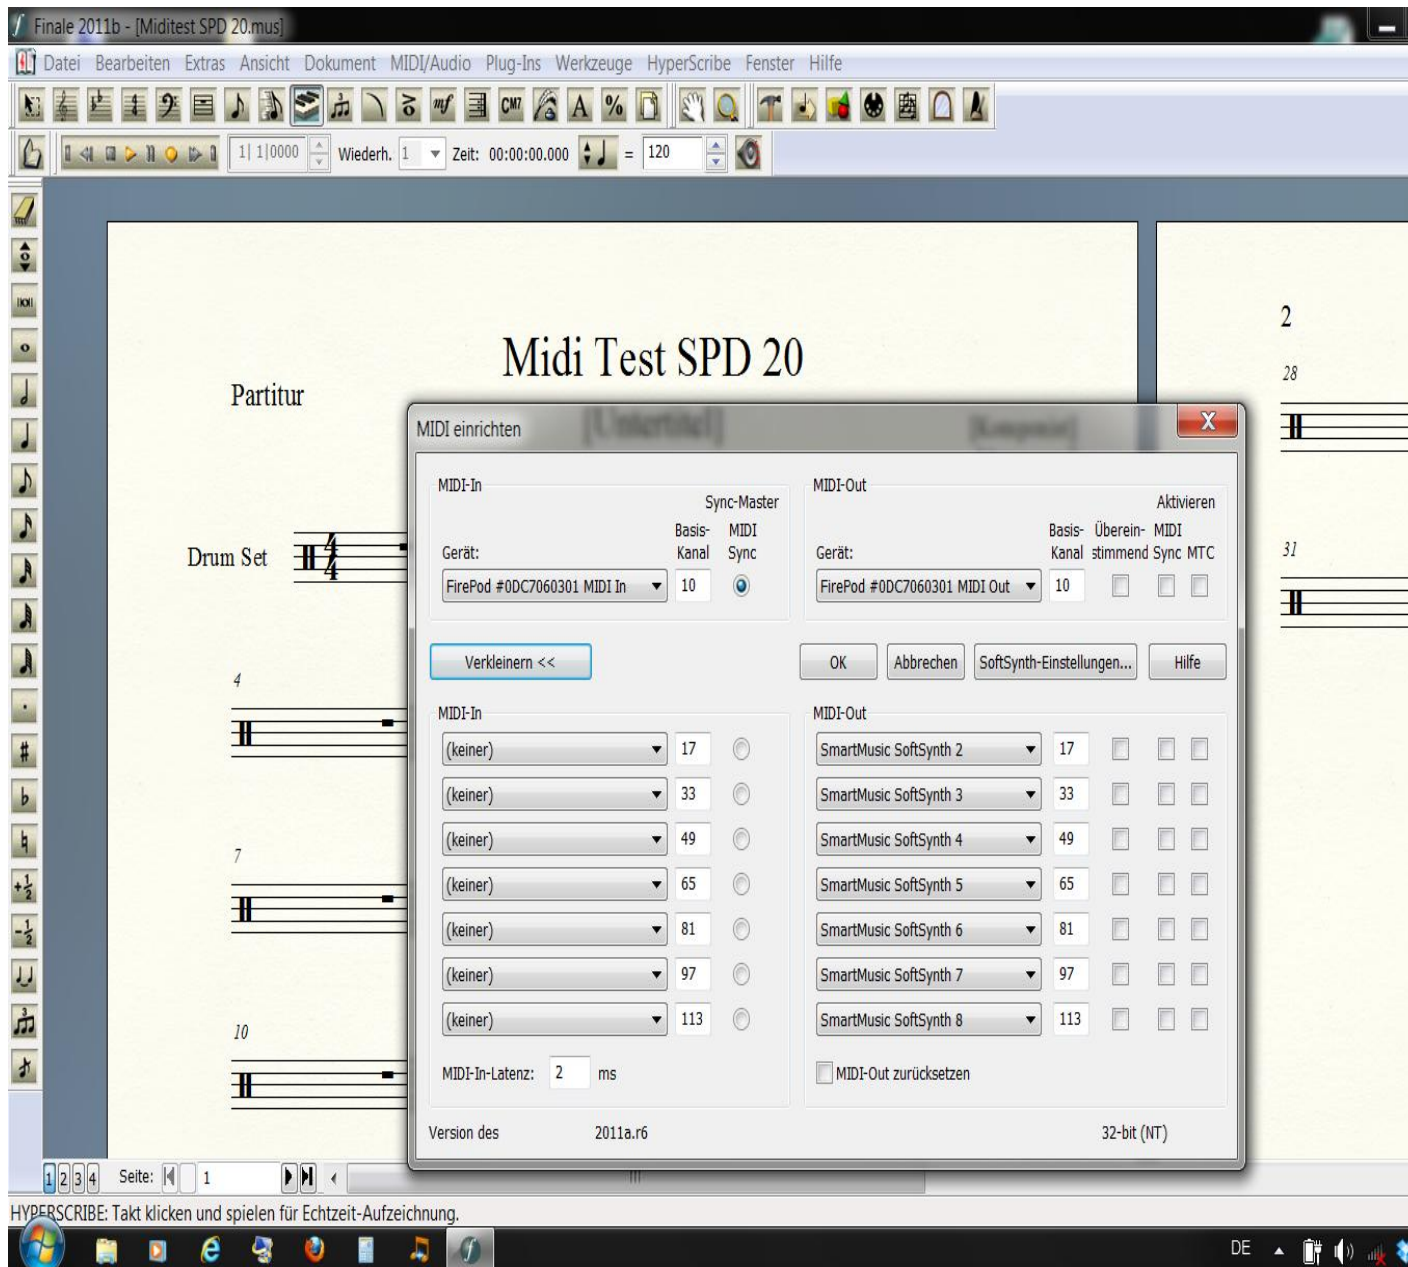 Finale 2011b - [Miditest SPD 20.mus]
Datei Bearbeiten Extras Ansicht Dokument MIDI/Audio Plug-Ins Werkzeuge HyperScribe Fenster Hilfe
mf CM7 A %
1| 1|0000 Wiederh. 1 Zeit: 00:00:00.000 = 120
Midi Test SPD 20
Partitur
[Untertitel] [Komponist]
2
28
31
Drum Set
4
7
10
MIDI einrichten
X
MIDI-In
Sync-Master
Basis-Kanal
MIDI Sync
Gerät:
FirePod #0DC7060301 MIDI In 10
MIDI-Out
Aktivieren
Basis-Kanal
Überein-stimmend
MIDI Sync
MTC
Gerät:
FirePod #0DC7060301 MIDI Out 10
Verkleinern <<
OK Abbrechen SoftSynth-Einstellungen... Hilfe
MIDI-In
(keiner) 17
(keiner) 33
(keiner) 49
(keiner) 65
(keiner) 81
(keiner) 97
(keiner) 113
MIDI-In-Latenz: 2 ms
MIDI-Out
SmartMusic SoftSynth 2 17
SmartMusic SoftSynth 3 33
SmartMusic SoftSynth 4 49
SmartMusic SoftSynth 5 65
SmartMusic SoftSynth 6 81
SmartMusic SoftSynth 7 97
SmartMusic SoftSynth 8 113
MIDI-Out zurücksetzen
Version des 2011a.r6 32-bit (NT)
+1/2
-1/2
3
1 2 3 4 Seite: 1
HYPERSCRIBE: Takt klicken und spielen für Echtzeit-Aufzeichnung.
DE